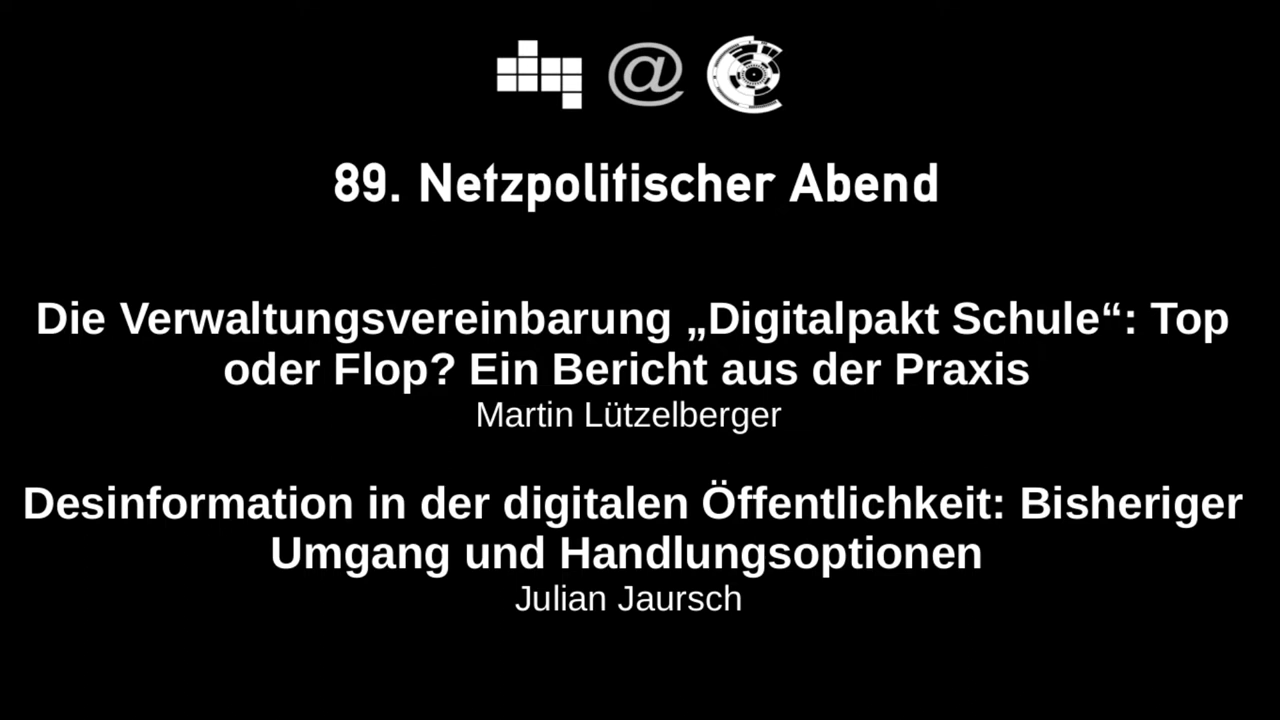 @
89. Netzpolitischer Abend
Die Verwaltungsvereinbarung „Digitalpakt Schule“: Top
oder Flop? Ein Bericht aus der Praxis
Martin Lützelberger
Desinformation in der digitalen Öffentlichkeit: Bisheriger
Umgang und Handlungsoptionen
Julian Jaursch